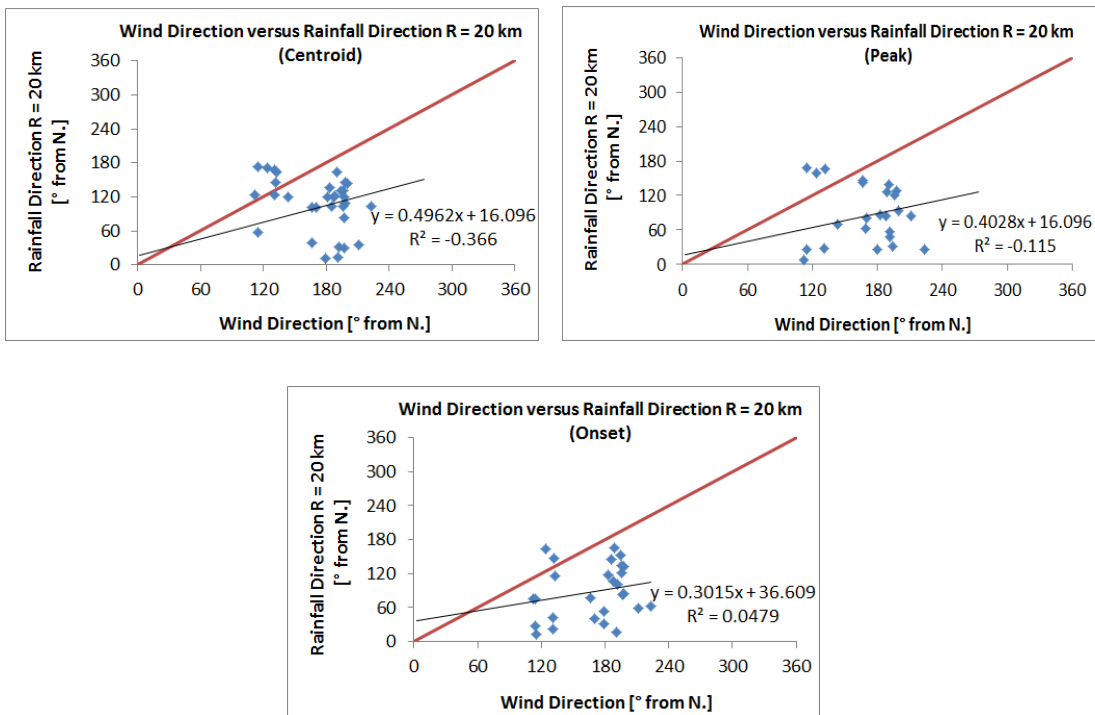 Wind Direction versus Rainfall Direction R = 20 km
(Centroid)
Rainfall Direction R = 20 km
[° from N.]
360
300
240
180
120
60
0
y = 0.4962x + 16.096
R² = -0.366
0 60 120 180 240 300 360
Wind Direction [° from N.]
Wind Direction versus Rainfall Direction R = 20 km
(Peak)
Rainfall Direction R = 20 km
[° from N.]
360
300
240
180
120
60
0
y = 0.4028x + 16.096
R² = -0.115
0 60 120 180 240 300 360
Wind Direction [° from N.]
Wind Direction versus Rainfall Direction R = 20 km
(Onset)
Rainfall Direction R = 20 km
[° from N.]
360
300
240
180
120
60
0
y = 0.3015x + 36.609
R² = 0.0479
0 60 120 180 240 300 360
Wind Direction [° from N.]